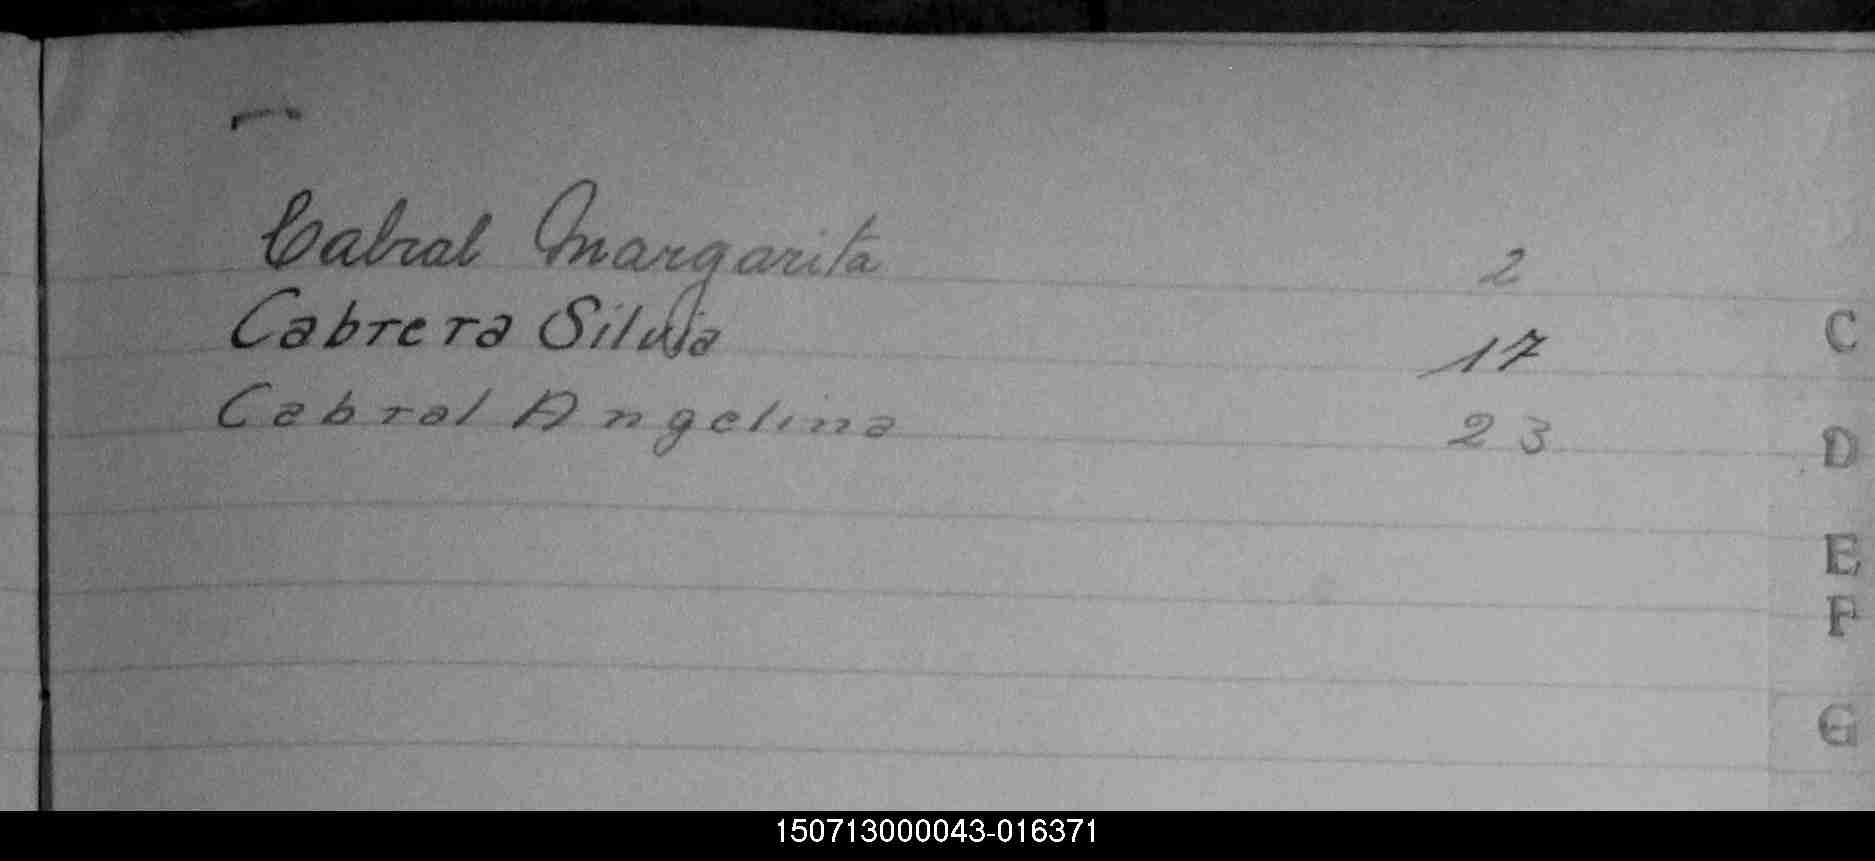 Cabral Margarita 2
Cabrera Silvia 17
Cabral Angelina 23
C
D
E
F
G
150713000043-016371